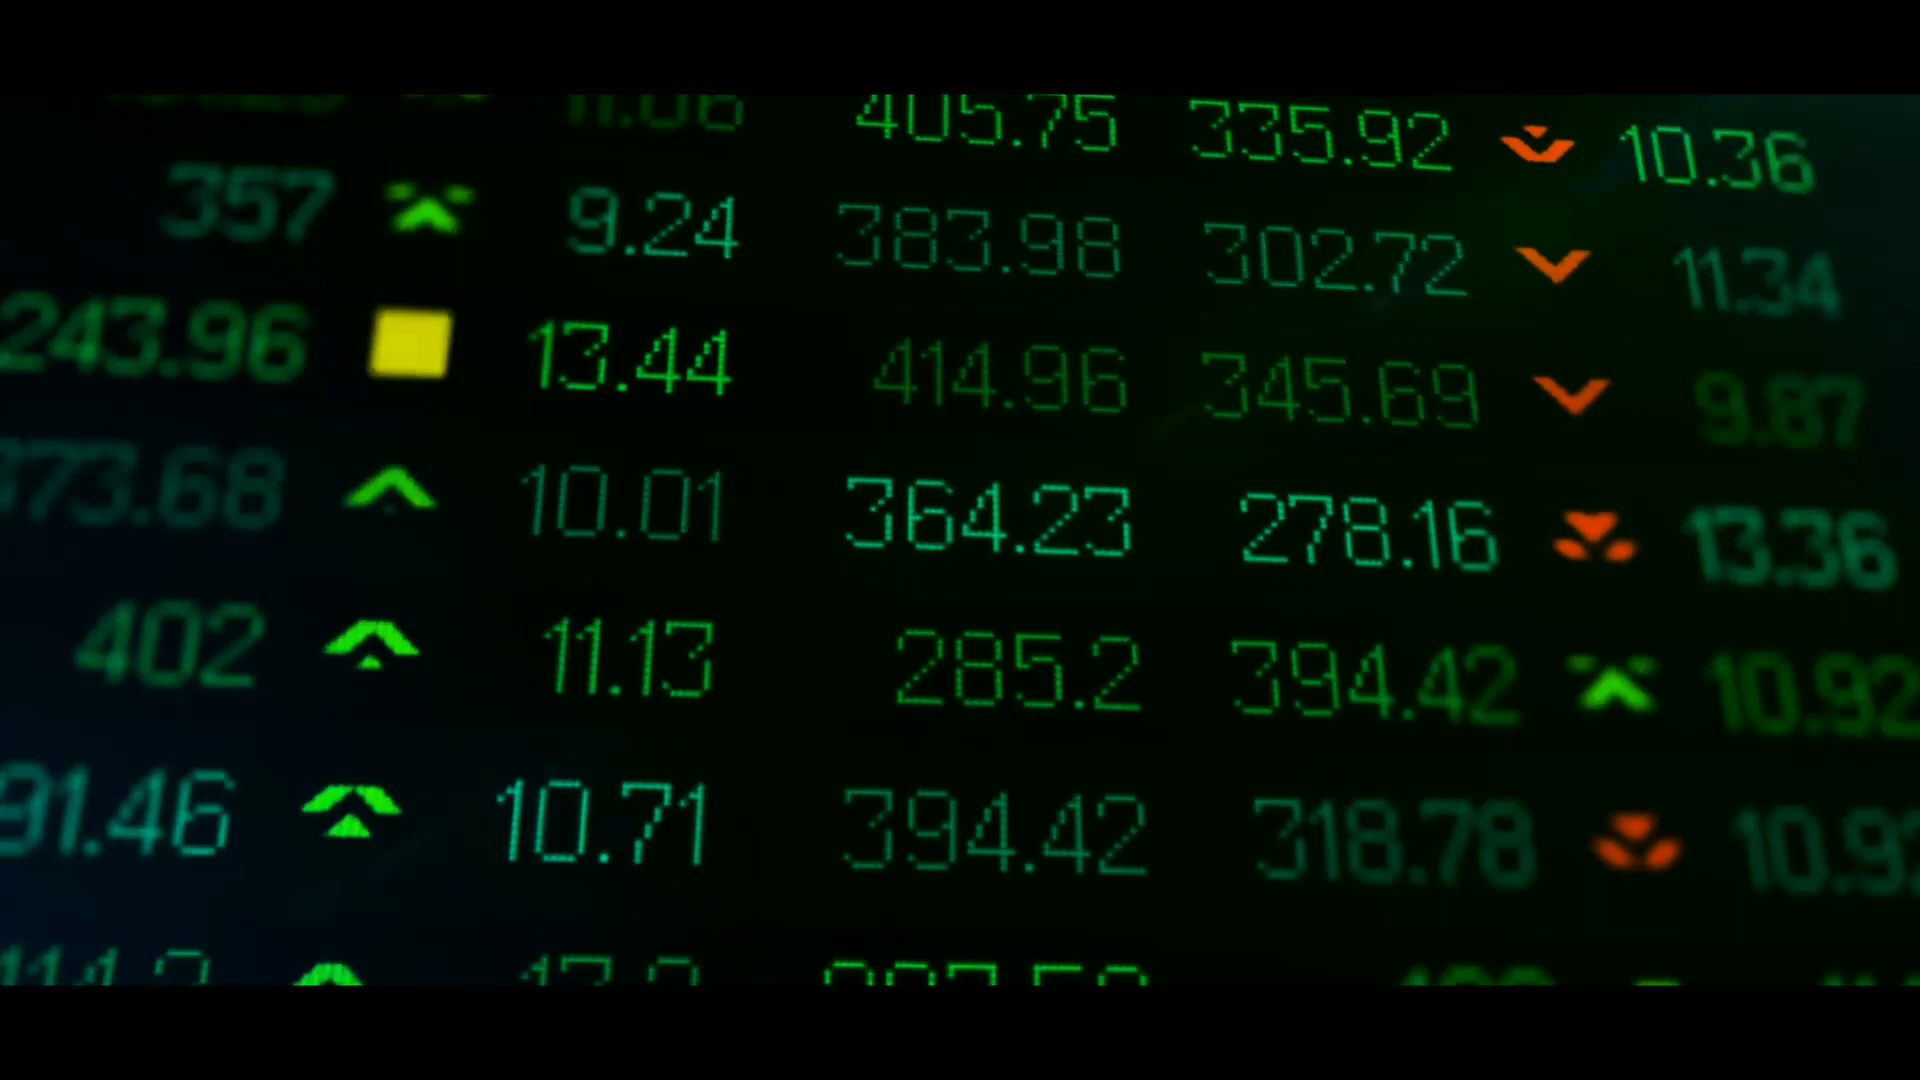 11.06 405.75 335.92 10.36
357 9.24 383.98 302.72 11.34
243.96 13.44 414.96 345.69 9.87
373.68 10.01 364.23 278.16 13.36
402 11.13 285.2 394.42 10.92
91.46 10.71 394.42 318.78 10.92